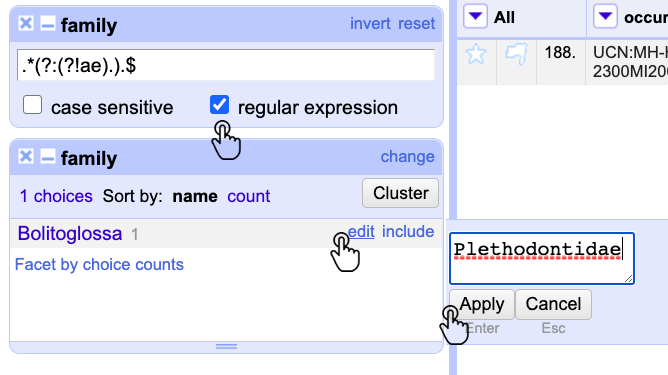 family invert reset
.*(?:(?!ae).).$
case sensitive regular expression
family change
1 choices Sort by: name count Cluster
Bolitoglossa 1 edit include
Facet by choice counts
All occur
188. UCN:MH-H
2300MI200
Plethodontidae
Apply Cancel
Enter Esc